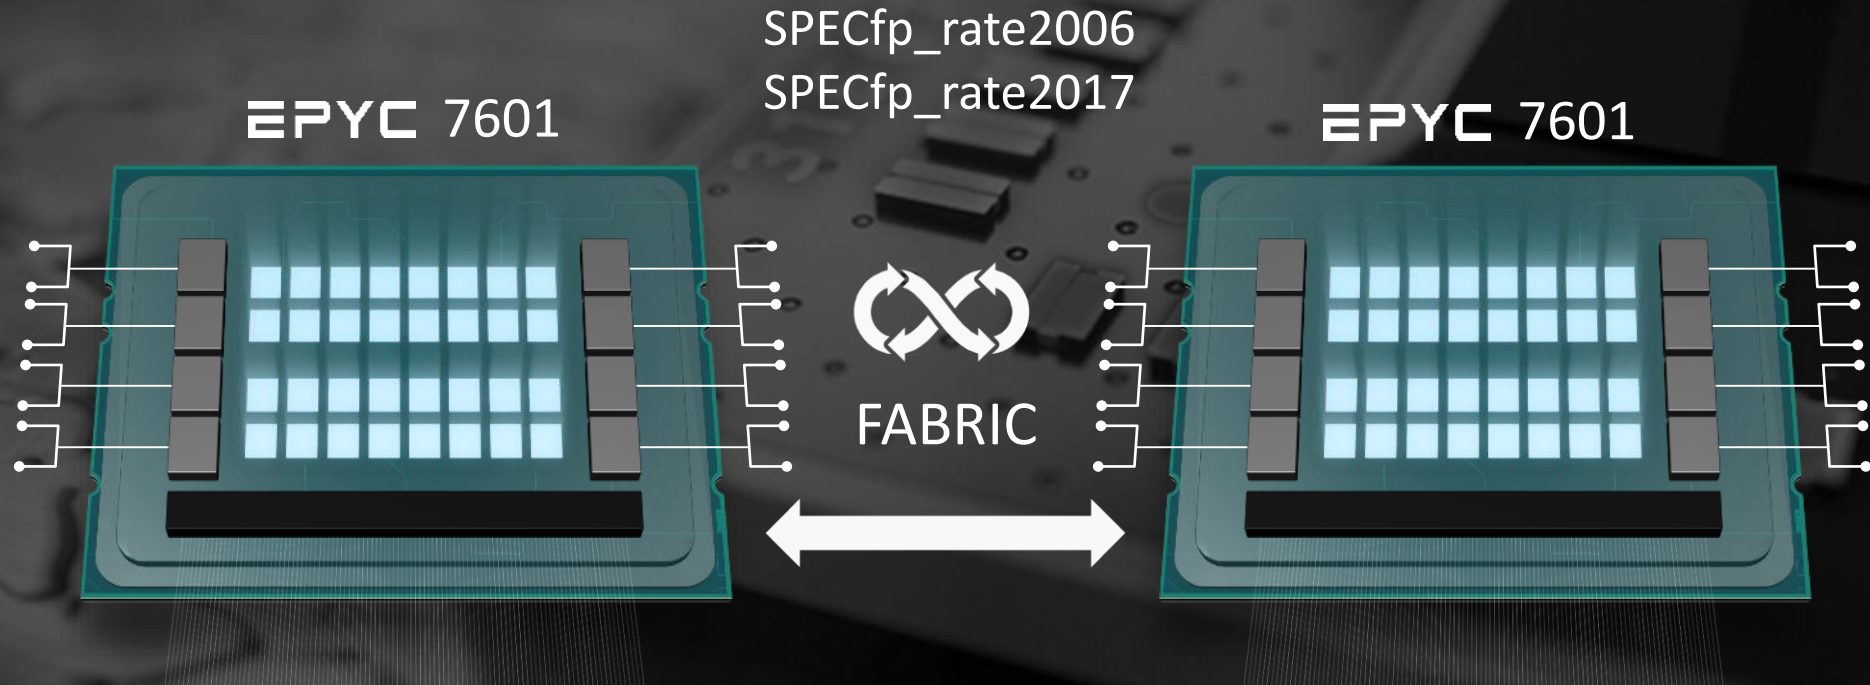 SPECfp_rate2006
SPECfp_rate2017
EPYC 7601
EPYC 7601
FABRIC